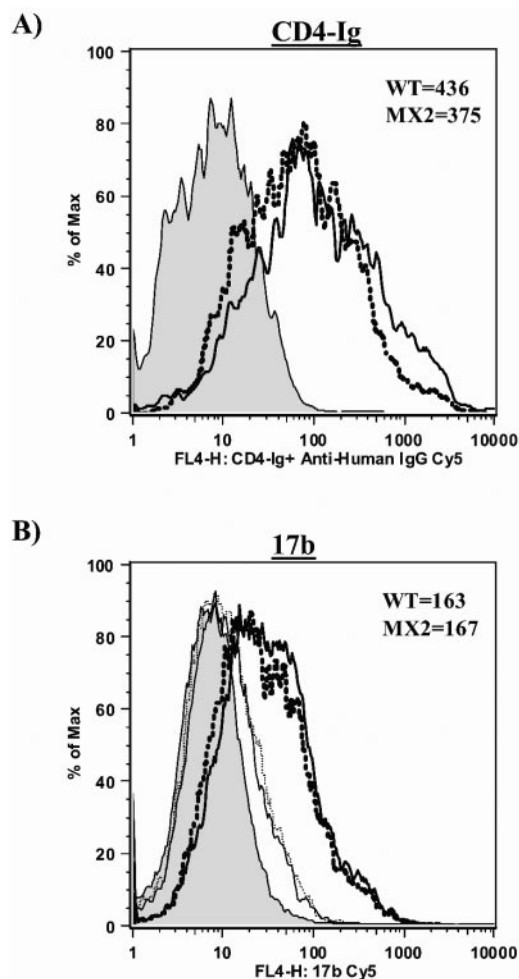 A)
CD4-Ig
WT=436
MX2=375
100
80
60
40
20
0
% of Max
1 10 100 1000 10000
FL4-H: CD4-Ig+ Anti-Human IgG Cy5
B)
17b
WT=163
MX2=167
100
80
60
40
20
0
% of Max
1 10 100 1000 10000
FL4-H: 17b Cy5